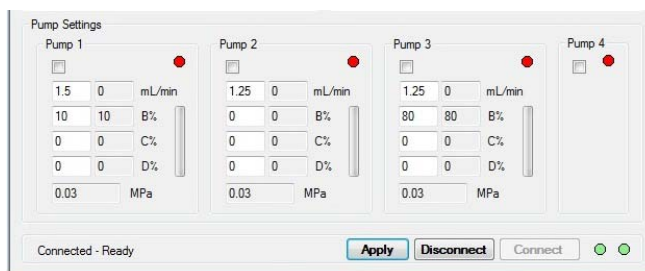 Pump Settings
Pump 1 Pump 2 Pump 3 Pump 4
1.5 0 mL/min 1.25 0 mL/min 1.25 0 mL/min
10 10 B% 0 0 B% 80 80 B%
0 0 C% 0 0 C% 0 0 C%
0 0 D% 0 0 D% 0 0 D%
0.03 MPa 0.03 MPa 0.03 MPa
Connected - Ready Apply Disconnect Connect